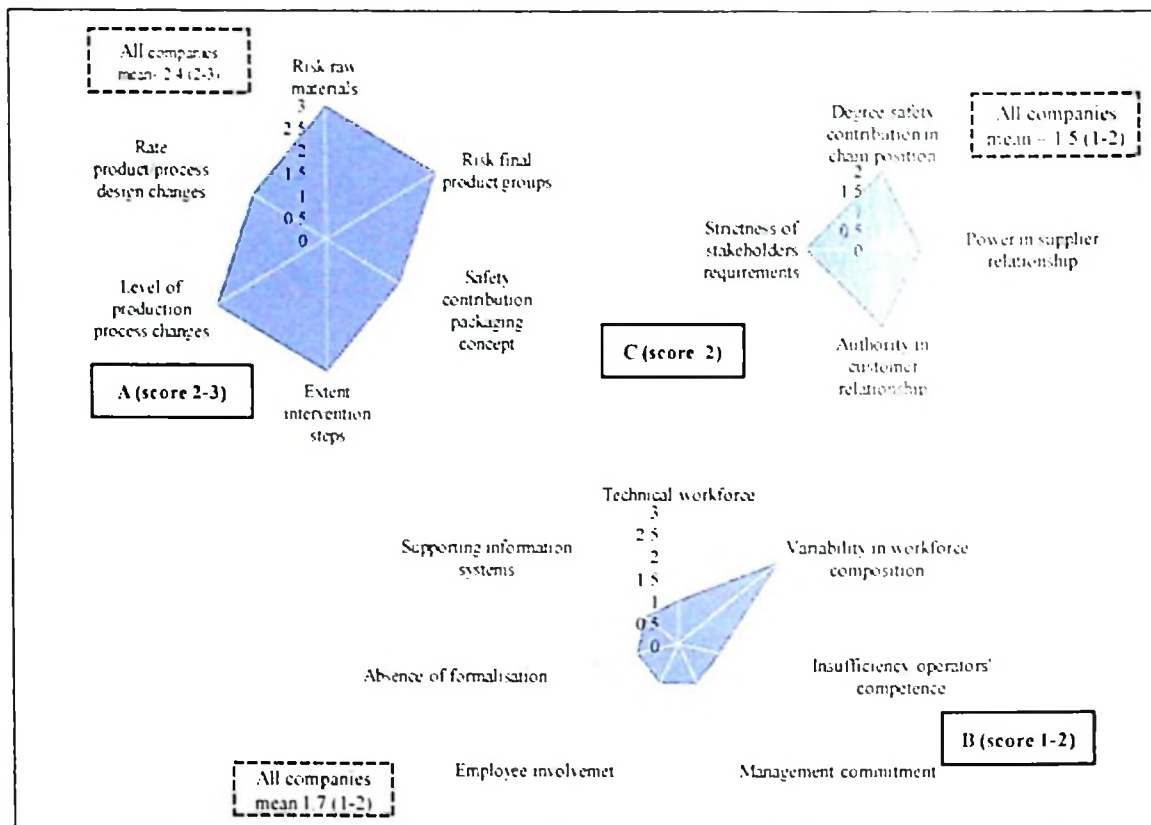 All companies
mean- 2.4 (2-3)
Risk raw
materials
3
2 5
2
1 5
1
0 5
0
Rate
product/process
design changes
Risk final
product groups
Level of
production
process changes
Safety
contribution
packaging
concept
Extent
intervention
steps
A (score 2-3)
All companies
mean - 1.5 (1-2)
Degree safety
contribution in
chain position
2
1 5
1
0.5
0
Strictness of
stakeholders
requirements
Power in supplier
relationship
C (score 2)
Authority in
customer
relationship
Technical workforce
3
2 5
2
1 5
1
0 5
0
Supporting information
systems
Variability in workforce
composition
Absence of formalisation
Insufficiency operators'
competence
B (score 1-2)
Employee involvemet
Management commitment
All companies
mean 1.7 (1-2)